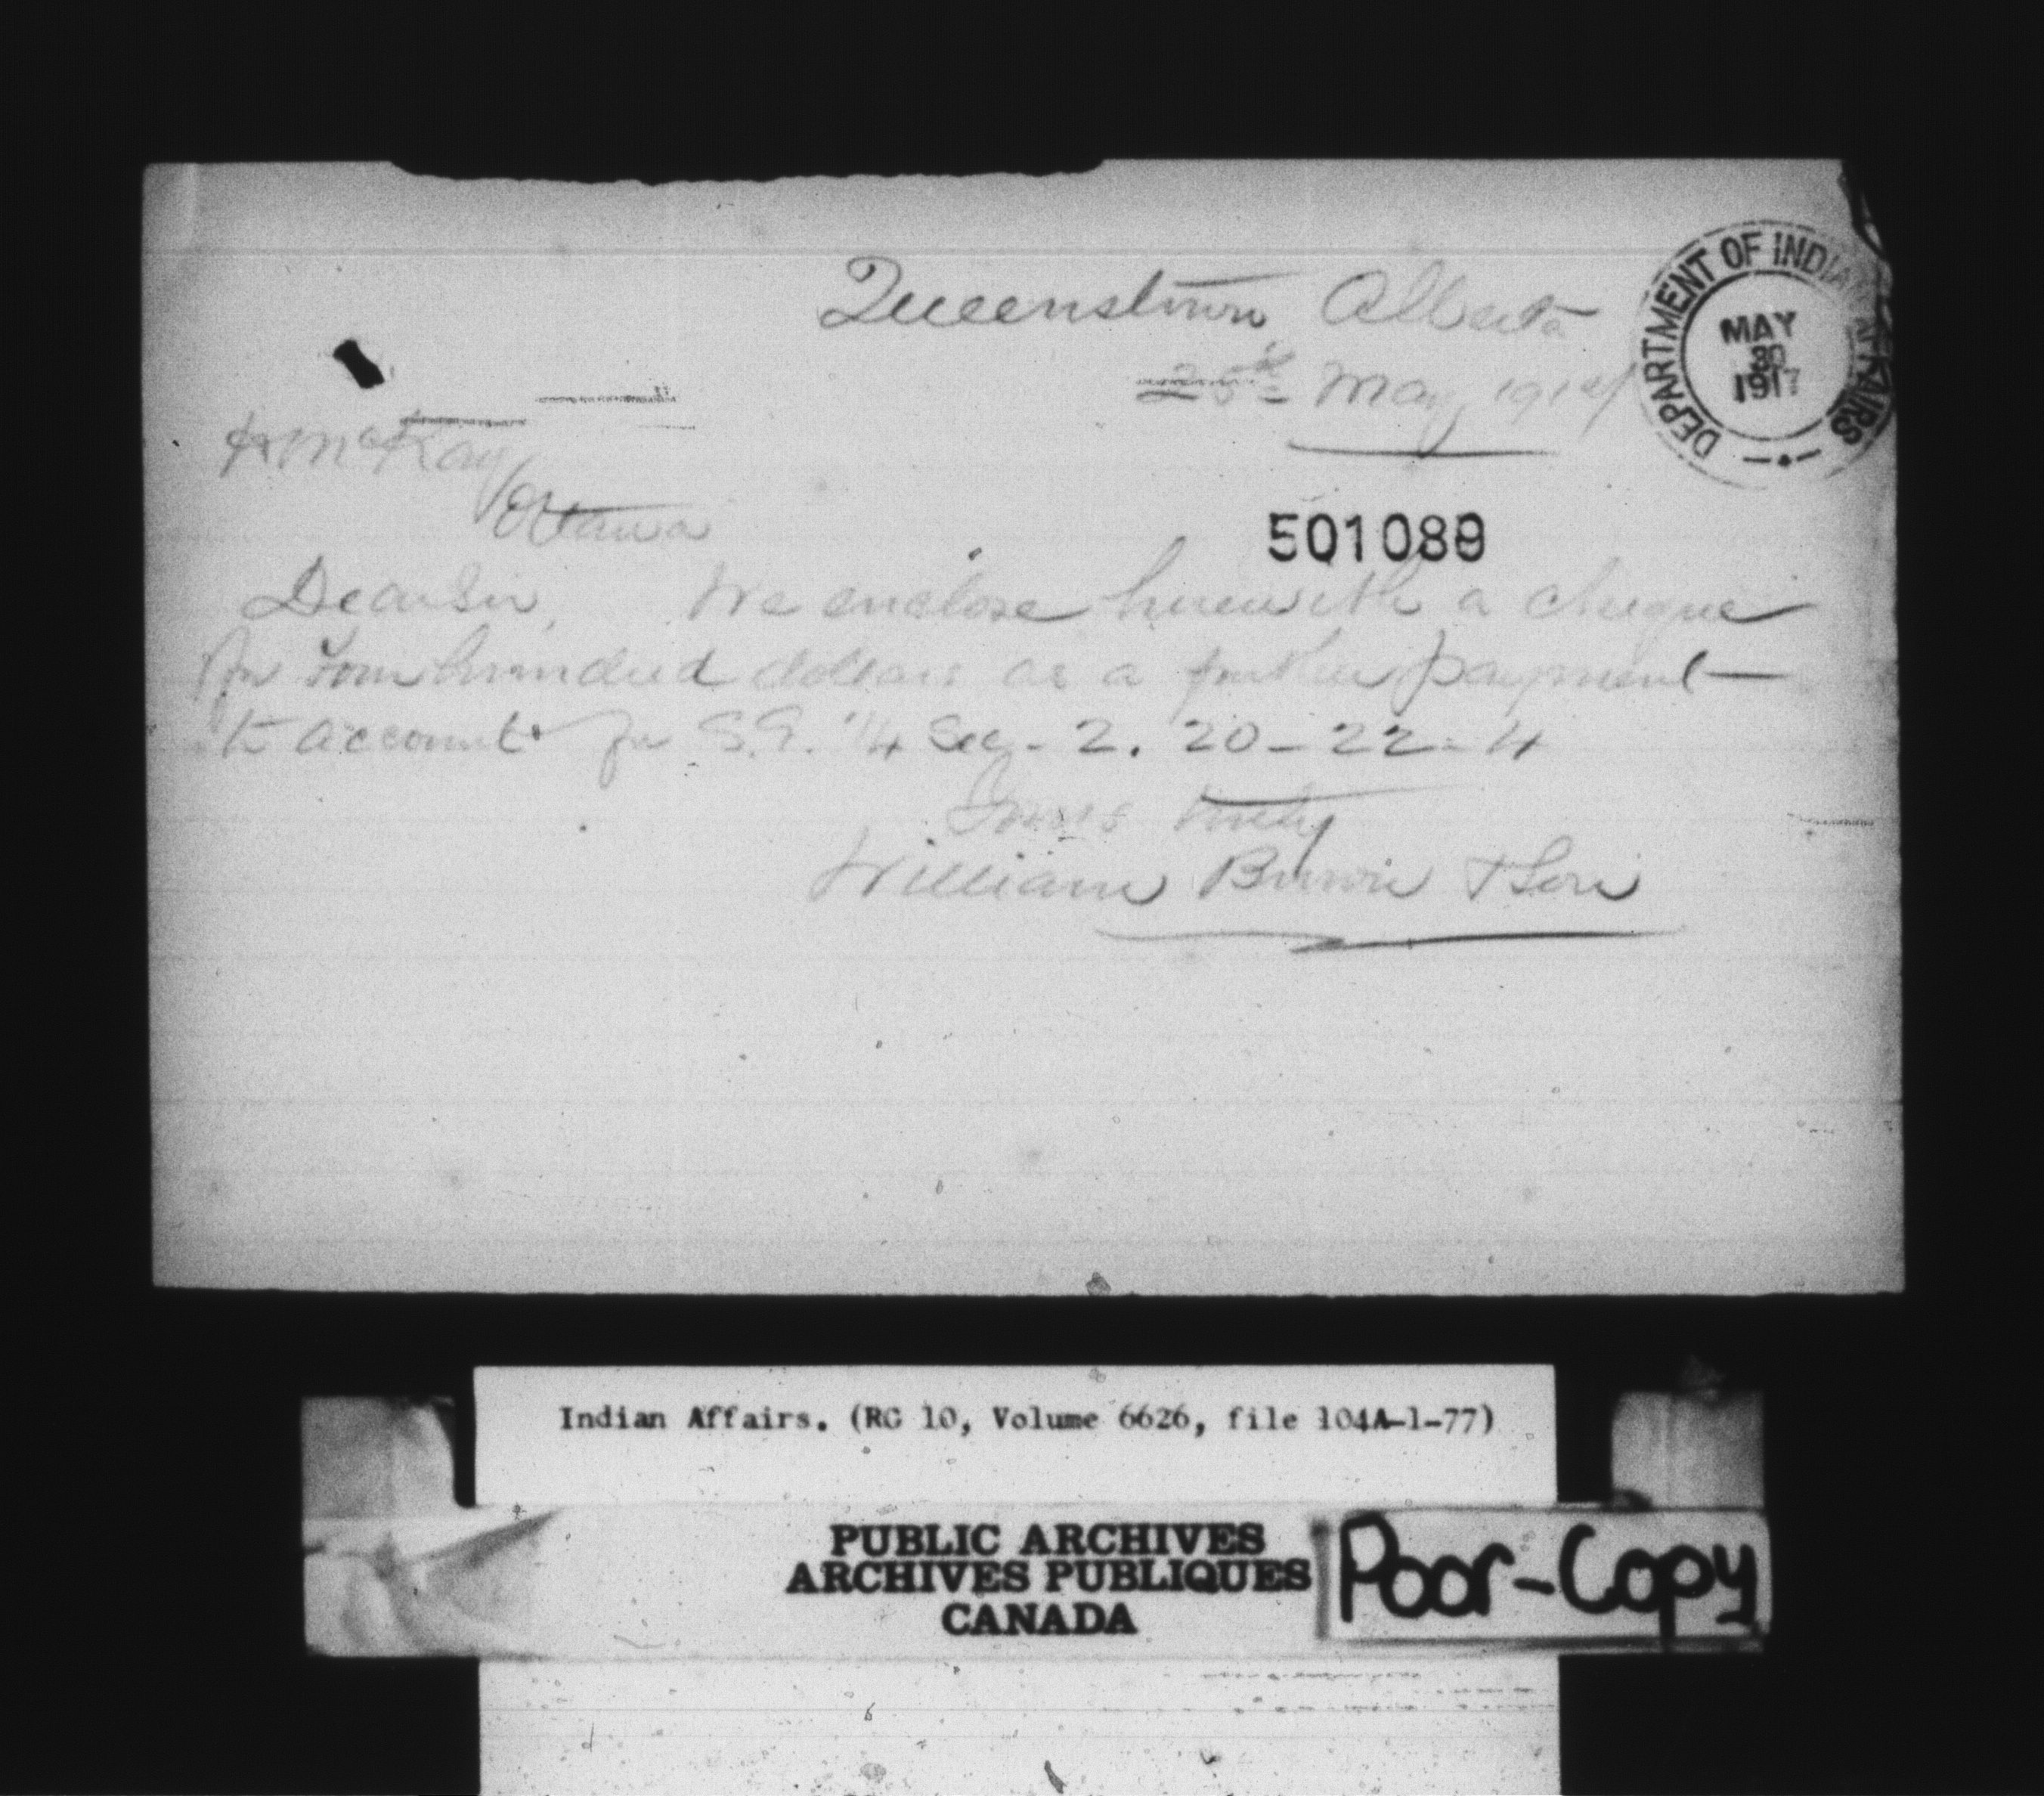 Queenstown Alberta
25th May 1917
DEPARTMENT OF INDIAN AFFAIRS
MAY
30
1917
McKay
Ottawa
501089
Dear Sir, We enclose herewith a cheque
for four hundred dollars as a further payment
to account for S.E. 1/4 Sec - 2. 20 - 22 - 4
Yours truly
William Brown & Son
Indian Affairs. (RG 10, Volume 6626, file 104A-1-77)
PUBLIC ARCHIVES
ARCHIVES PUBLIQUES
CANADA
Poor-Copy